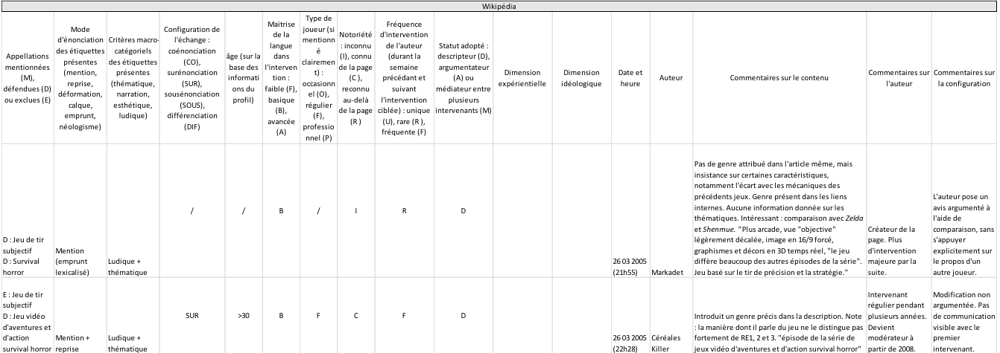 Wikipédia
Appellations
mentionnées
(M),
défendues (D)
ou exclues (E)
Mode
d'énonciation
des étiquettes
présentes
(mention,
reprise,
déformation,
calque,
emprunt,
néologisme)
Critères macro-
catégoriels
des étiquettes
présentes
(thématique,
narration,
esthétique,
ludique)
Configuration de
l'échange :
coénonciation
(CO),
surénonciation
(SUR),
sousénonciation
(SOUS),
différenciation
(DIF)
âge (sur la
base des
informati
ons du
profil)
Maitrise
de la
langue
dans
l'interven
tion :
faible (F),
basique
(B),
avancée
(A)
Type de
joueur (si
mentionn
é
clairemen
t) :
occasionn
el (O),
régulier
(F),
professio
nnel (P)
Notoriété
: inconnu
(I), connu
de la page
(C ),
reconnu
au-delà
de la page
(R )
Fréquence
d'intervention
de l'auteur
(durant la
semaine
précédant et
suivant
l'intervention
ciblée) : unique
(U), rare (R ),
fréquente (F)
Statut adopté :
descripteur (D),
argumentateur
(A) ou
médiateur entre
plusieurs
intervenants (M)
Dimension
expérientielle
Dimension
idéologique
Date et
heure
Auteur
Commentaires sur le contenu
Commentaires sur
l'auteur
Commentaires sur
la configuration
D : Jeu de tir
subjectif
D : Survival
horror
Mention
(emprunt
lexicalisé)
Ludique +
thématique
/
/
B
/
I
R
D
26 03 2005
(21h55)
Markadet
Pas de genre attribué dans l'article même, mais
insistance sur certaines caractéristiques,
notamment l'écart avec les mécaniques des
précédents jeux. Genre présent dans les liens
internes. Aucune information donnée sur les
thématiques. Intéressant : comparaison avec Zelda
et Shenmue. "Plus arcade, vue "objective"
légèrement décalée, image en 16/9 forcé,
graphismes et décors en 3D temps réel, "le jeu
diffère beaucoup des autres épisodes de la série".
Jeu basé sur le tir de précision et la stratégie."
Créateur de la
page. Plus
d'intervention
majeure par la
suite.
L'auteur pose un
avis argumenté à
l'aide de
comparaison, sans
s'appuyer
explicitement sur
le propos d'un
autre joueur.
E : Jeu de tir
subjectif
D : Jeu vidéo
d'aventures et
d'action
survival horror
Mention +
reprise
Ludique +
thématique
SUR
>30
B
F
C
F
D
26 03 2005
(22h28)
Céréales
Killer
Introduit un genre précis dans la description. Note
: la manière dont il parle du jeu ne le distingue pas
fortement de RE1, 2 et 3. "épisode de la série de
jeux vidéo d'aventures et d'action survival horror"
Intervenant
régulier pendant
plusieurs années.
Devient
modérateur à
partir de 2008.
Modification non
argumentée. Pas
de communication
visible avec le
premier
intervenant.